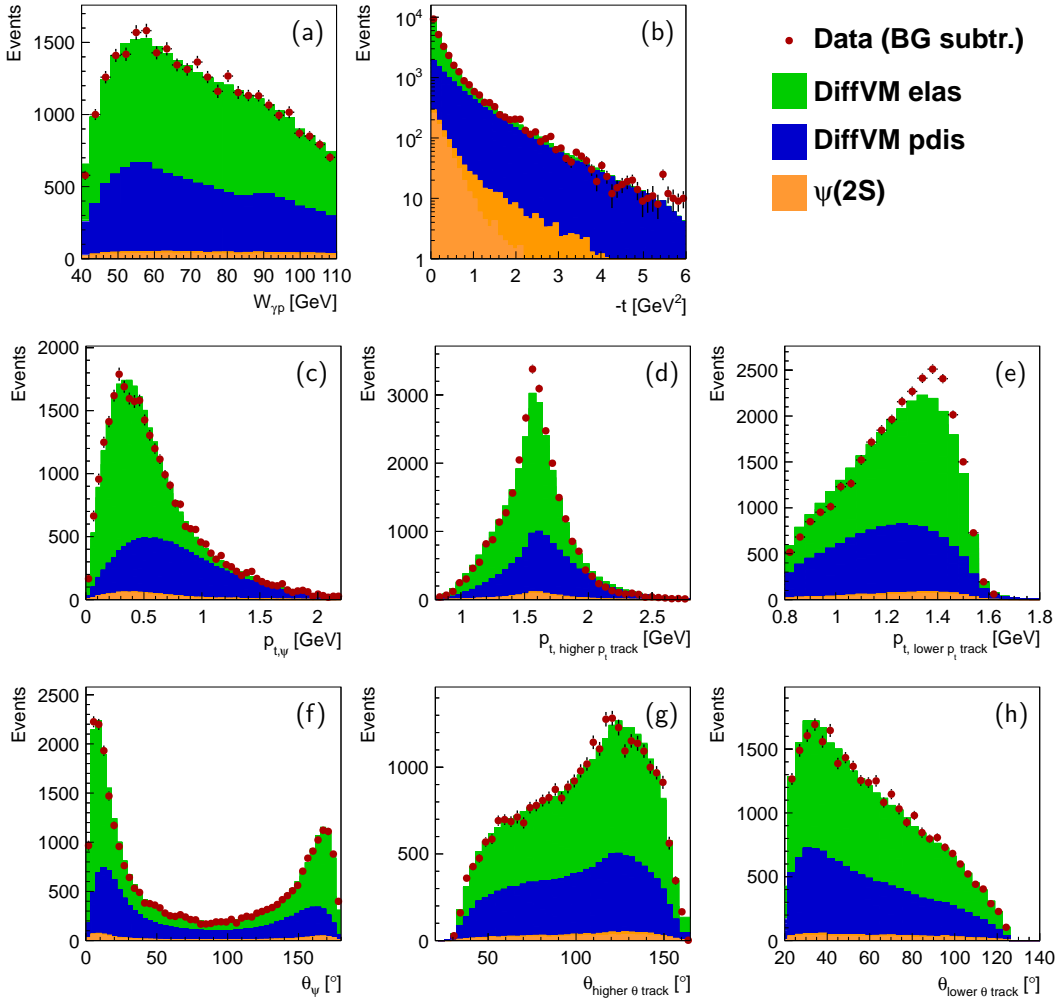 Events
(a)
1500
1000
500
0
40 50 60 70 80 90 100 110
W_γp [GeV]
(b)
10^4
10^3
10^2
10
1
0 1 2 3 4 5 6
-t [GeV^2]
Data (BG subtr.)
DiffVM elas
DiffVM pdis
ψ(2S)
Events
(c)
2000
1500
1000
500
0
0 0.5 1 1.5 2
p_t,ψ [GeV]
Events
(d)
3000
2000
1000
0
1 1.5 2 2.5
p_t, higher p_t track [GeV]
Events
(e)
2500
2000
1500
1000
500
0
0.8 1 1.2 1.4 1.6 1.8
p_t, lower p_t track [GeV]
Events
(f)
2500
2000
1500
1000
500
0
0 50 100 150
θ_ψ [°]
Events
(g)
1000
500
0
50 100 150
θ_higher θ track [°]
Events
(h)
1500
1000
500
0
20 40 60 80 100 120 140
θ_lower θ track [°]